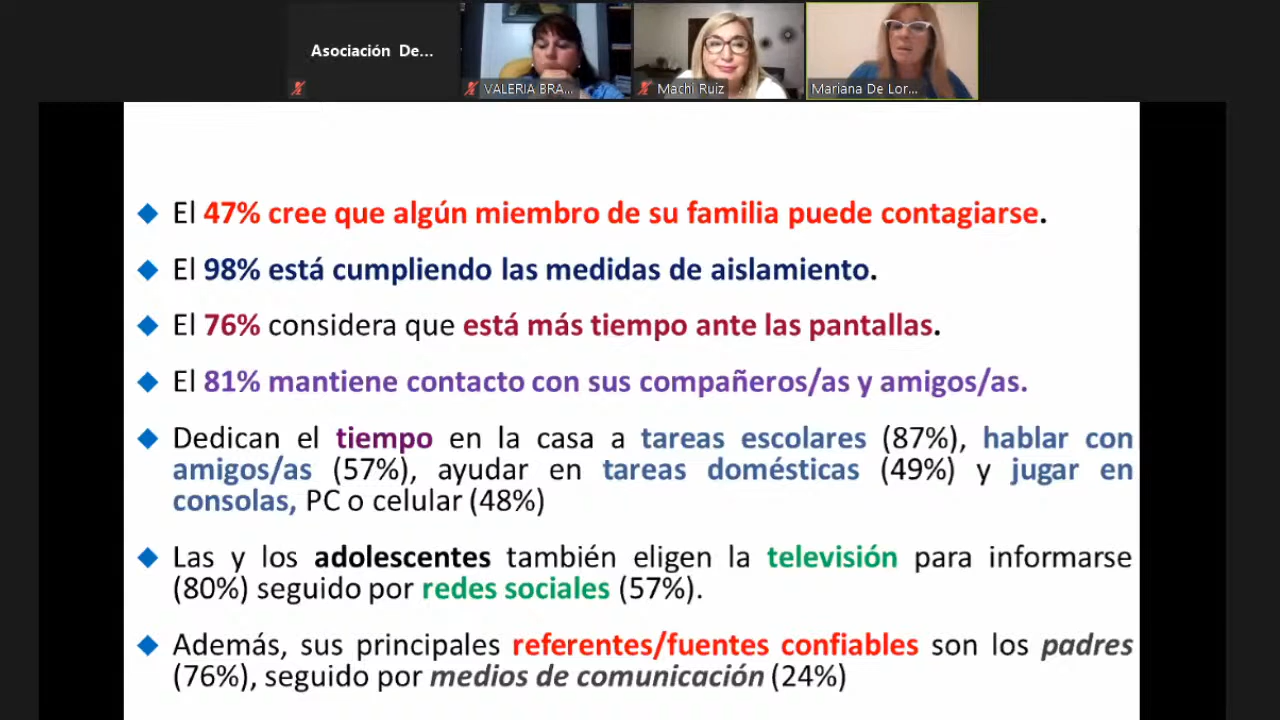 Asociación De...
VALERIA BRA...
Machi Ruiz
Mariana De Lor...
El 47% cree que algún miembro de su familia puede contagiarse.
El 98% está cumpliendo las medidas de aislamiento.
El 76% considera que está más tiempo ante las pantallas.
El 81% mantiene contacto con sus compañeros/as y amigos/as.
Dedican el tiempo en la casa a tareas escolares (87%), hablar con
amigos/as (57%), ayudar en tareas domésticas (49%) y jugar en
consolas, PC o celular (48%)
Las y los adolescentes también eligen la televisión para informarse
(80%) seguido por redes sociales (57%).
Además, sus principales referentes/fuentes confiables son los padres
(76%), seguido por medios de comunicación (24%)